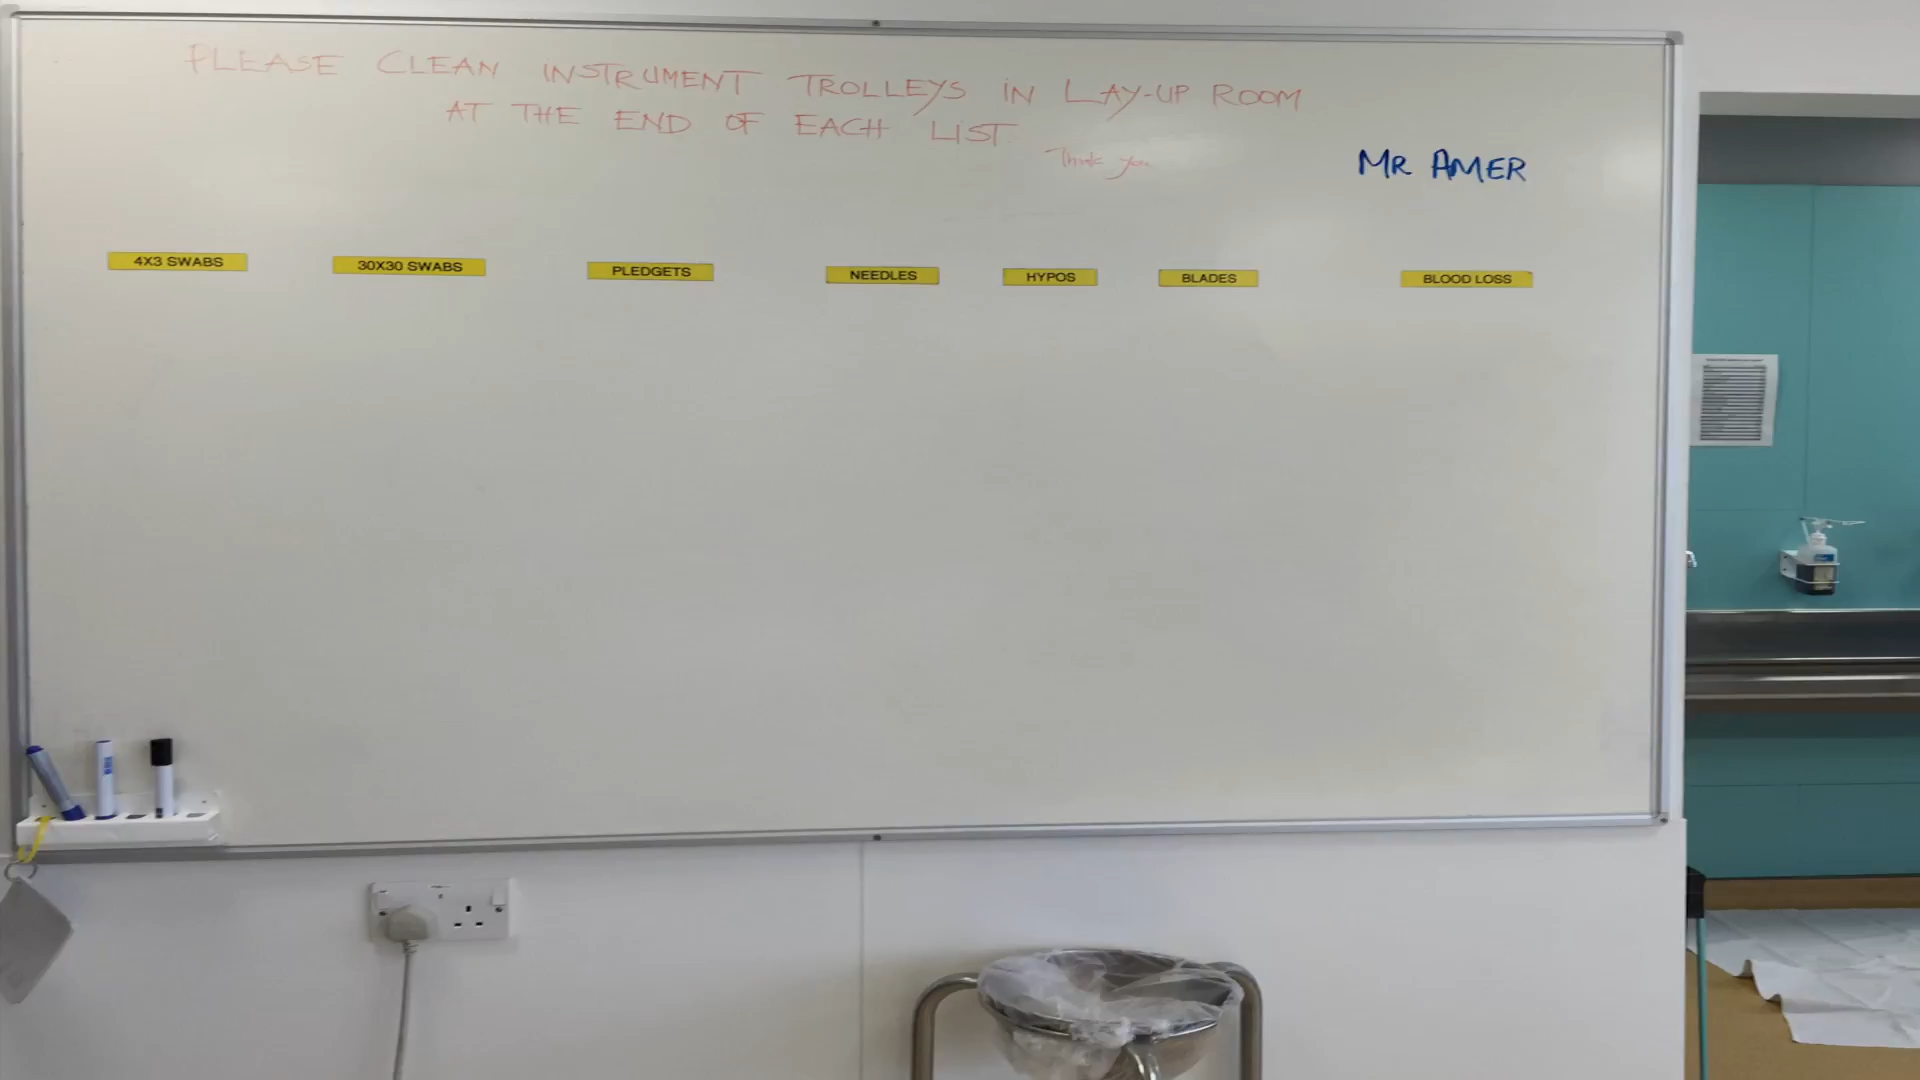 PLEASE CLEAN INSTRUMENT TROLLEYS IN LAY-UP ROOM
AT THE END OF EACH LIST
Thank you
MR AMER
4X3 SWABS
30X30 SWABS
PLEDGETS
NEEDLES
HYPOS
BLADES
BLOOD LOSS